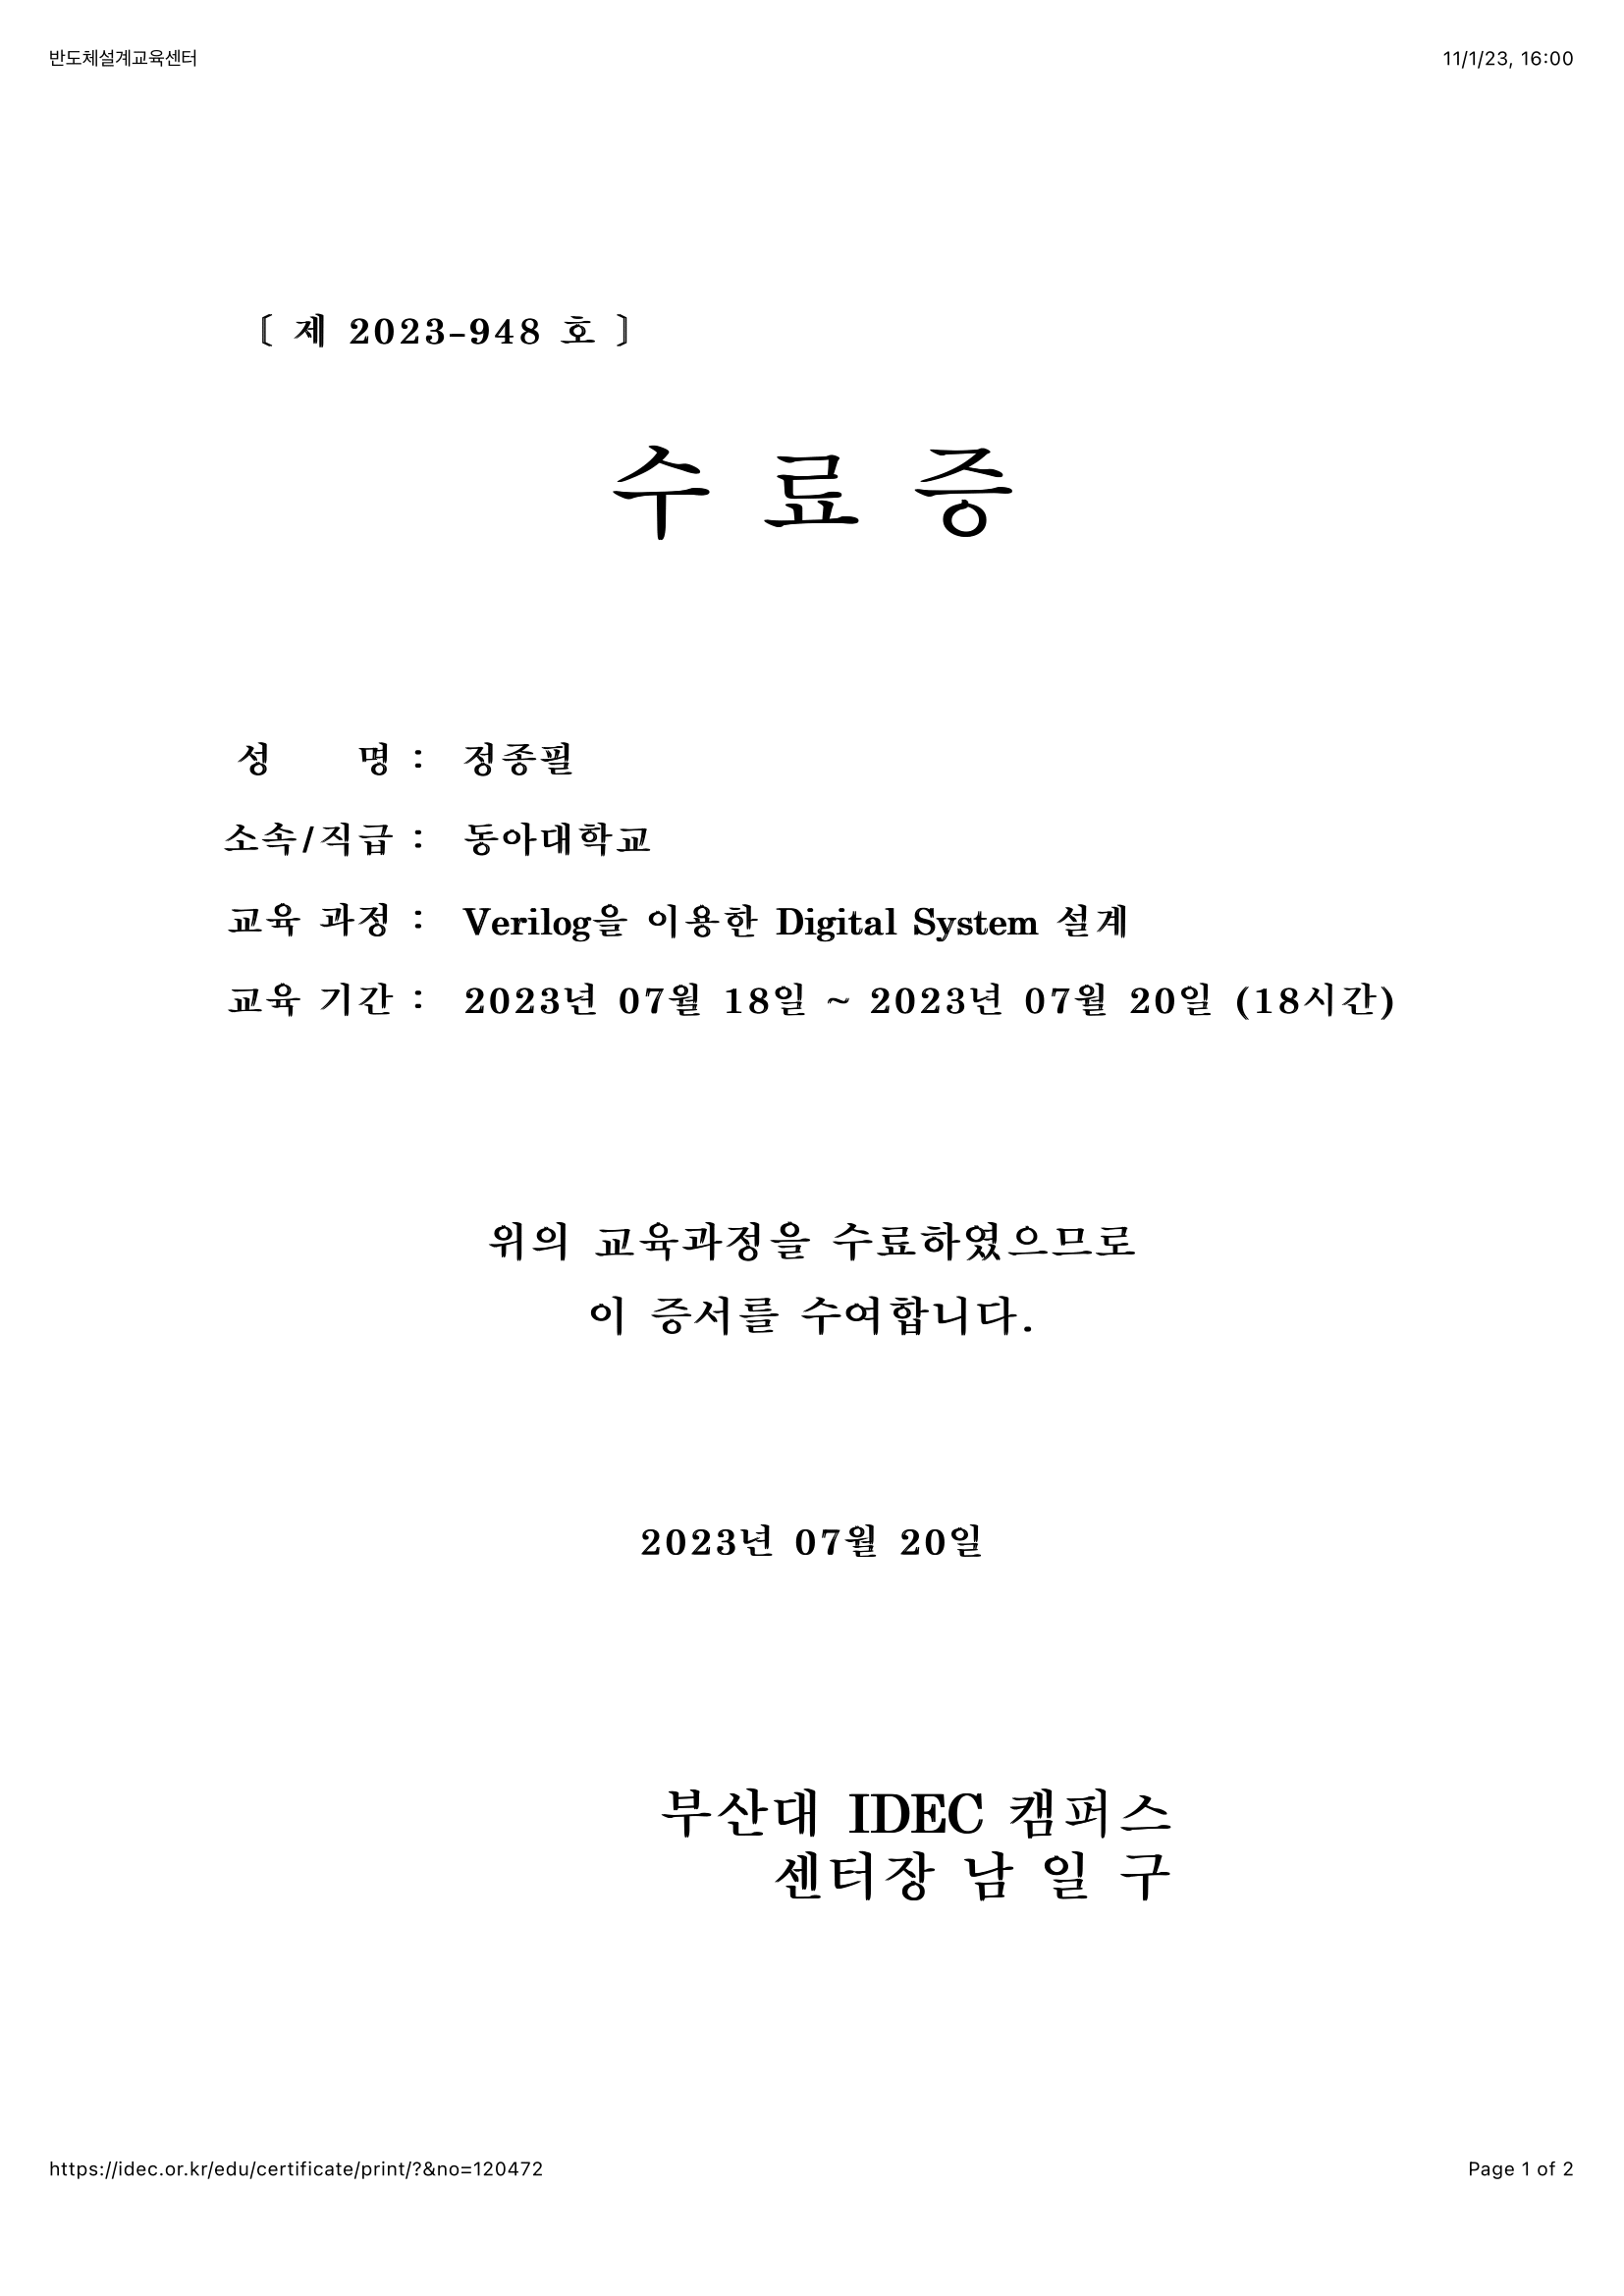 반도체설계교육센터
11/1/23, 16:00
〔 제 2023-948 호 〕
수 료 증
성 명 : 정종필
소속/직급 : 동아대학교
교육 과정 : Verilog을 이용한 Digital System 설계
교육 기간 : 2023년 07월 18일 ~ 2023년 07월 20일 (18시간)
위의 교육과정을 수료하였으므로
이 증서를 수여합니다.
2023년 07월 20일
부산대 IDEC 캠퍼스
센터장 남 일 구
https://idec.or.kr/edu/certificate/print/?&no=120472
Page 1 of 2